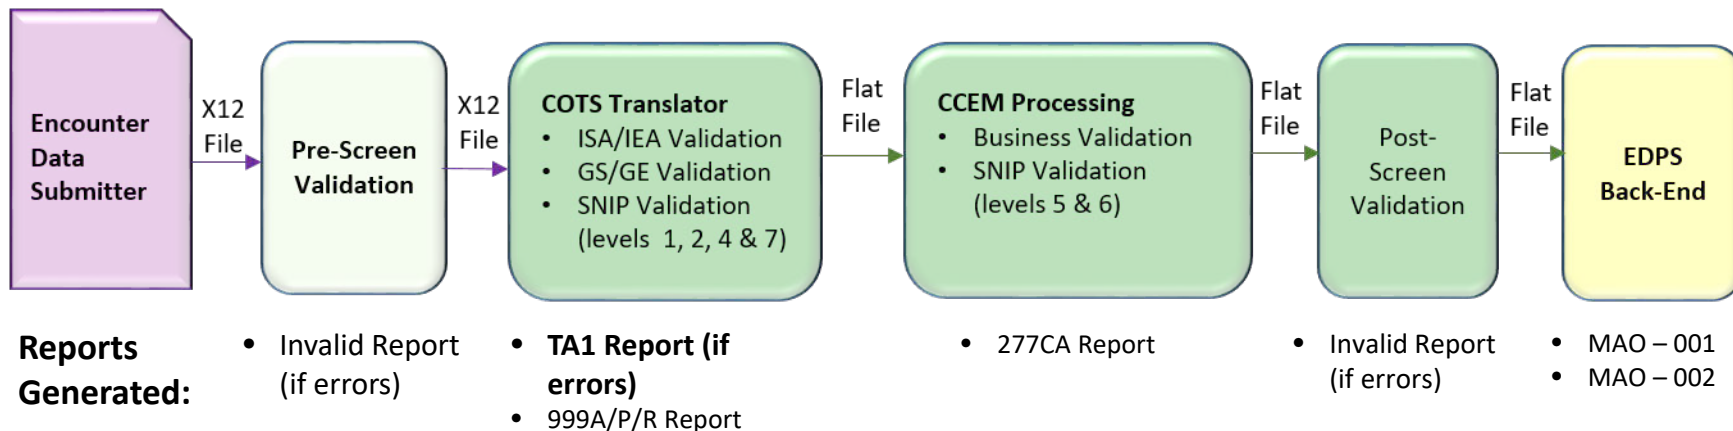 Encounter
Data
Submitter
X12
File
Pre-Screen
Validation
X12
File
COTS Translator
• ISA/IEA Validation
• GS/GE Validation
• SNIP Validation
(levels 1, 2, 4 & 7)
Flat
File
CCEM Processing
• Business Validation
• SNIP Validation
(levels 5 & 6)
Flat
File
Post-
Screen
Validation
Flat
File
EDPS
Back-End
Reports
Generated:
• Invalid Report
(if errors)
• TA1 Report (if
errors)
• 999A/P/R Report
• 277CA Report
• Invalid Report
(if errors)
• MAO – 001
• MAO – 002